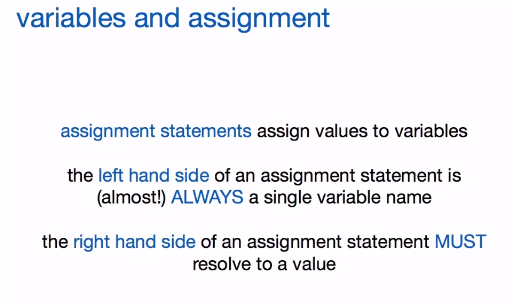 variables and assignment
assignment statements assign values to variables
the left hand side of an assignment statement is
(almost!) ALWAYS a single variable name
the right hand side of an assignment statement MUST
resolve to a value